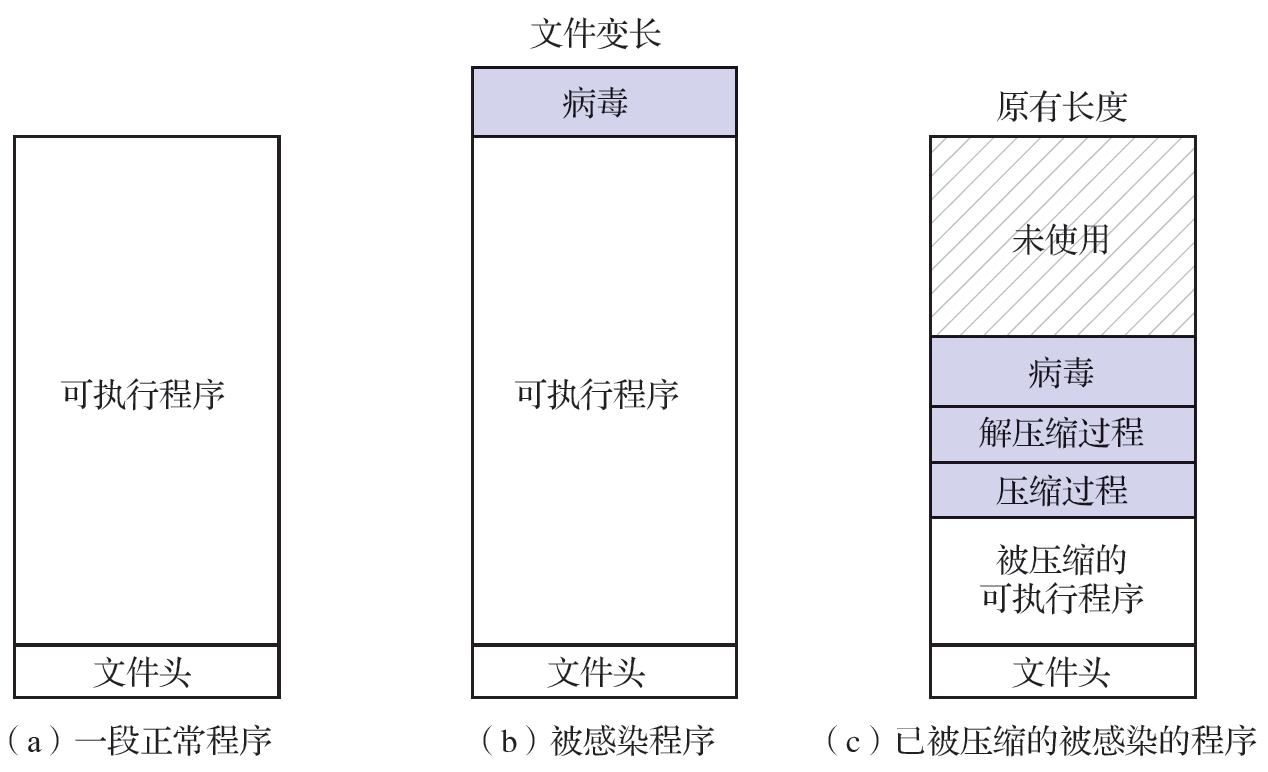 可执行程序
文件头
（a）一段正常程序
文件变长
病毒
可执行程序
文件头
（b）被感染程序
原有长度
未使用
病毒
解压缩过程
压缩过程
被压缩的
可执行程序
文件头
（c）已被压缩的被感染的程序